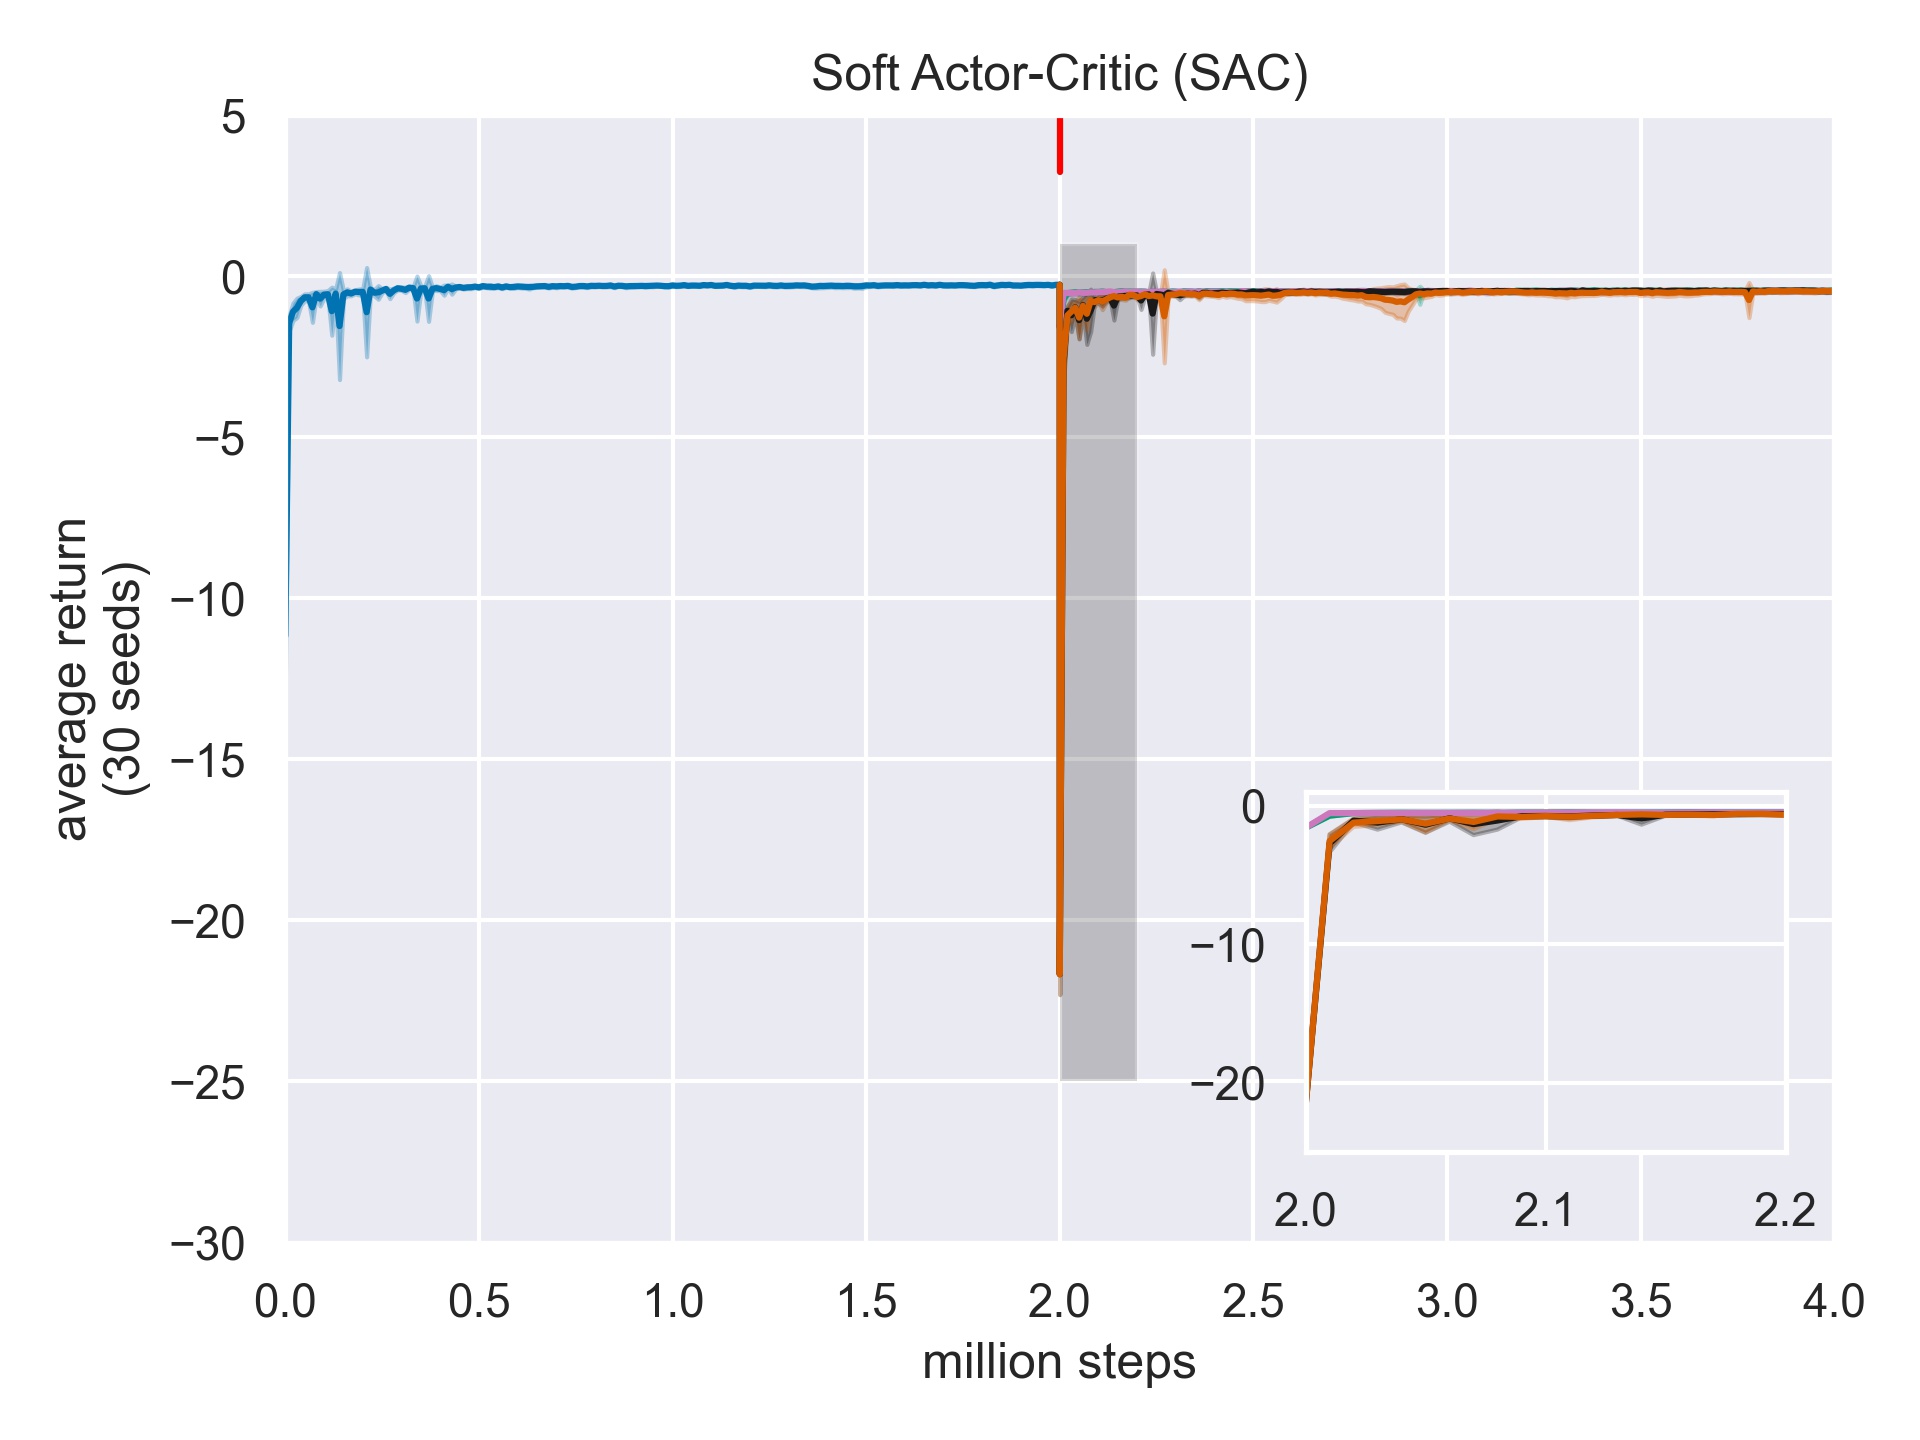 Soft Actor-Critic (SAC)
5
0
−5
−10
−15
−20
−25
−30
average return
(30 seeds)
0
−10
−20
2.0 2.1 2.2
0.0 0.5 1.0 1.5 2.0 2.5 3.0 3.5 4.0
million steps